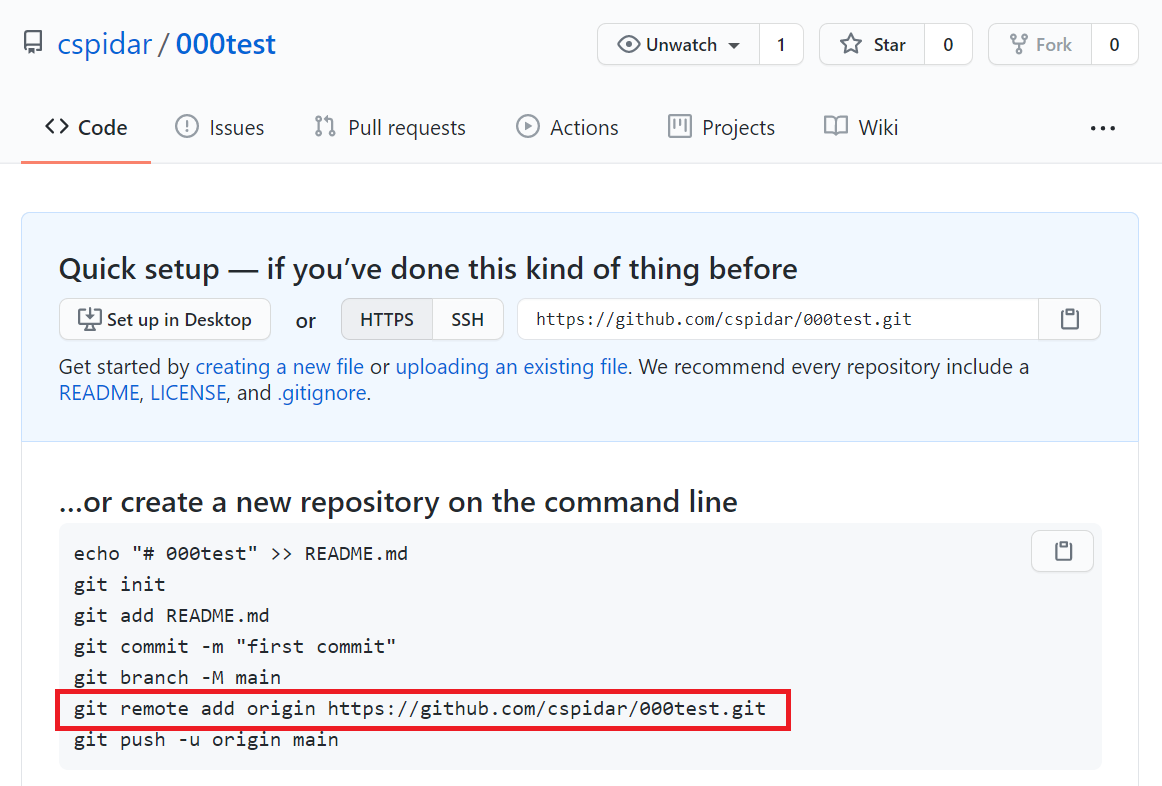 cspidar / 000test
Unwatch 1 Star 0 Fork 0
Code Issues Pull requests Actions Projects Wiki ...
Quick setup — if you’ve done this kind of thing before
Set up in Desktop or HTTPS SSH https://github.com/cspidar/000test.git
Get started by creating a new file or uploading an existing file. We recommend every repository include a
README, LICENSE, and .gitignore.
…or create a new repository on the command line
echo "# 000test" >> README.md
git init
git add README.md
git commit -m "first commit"
git branch -M main
git remote add origin https://github.com/cspidar/000test.git
git push -u origin main